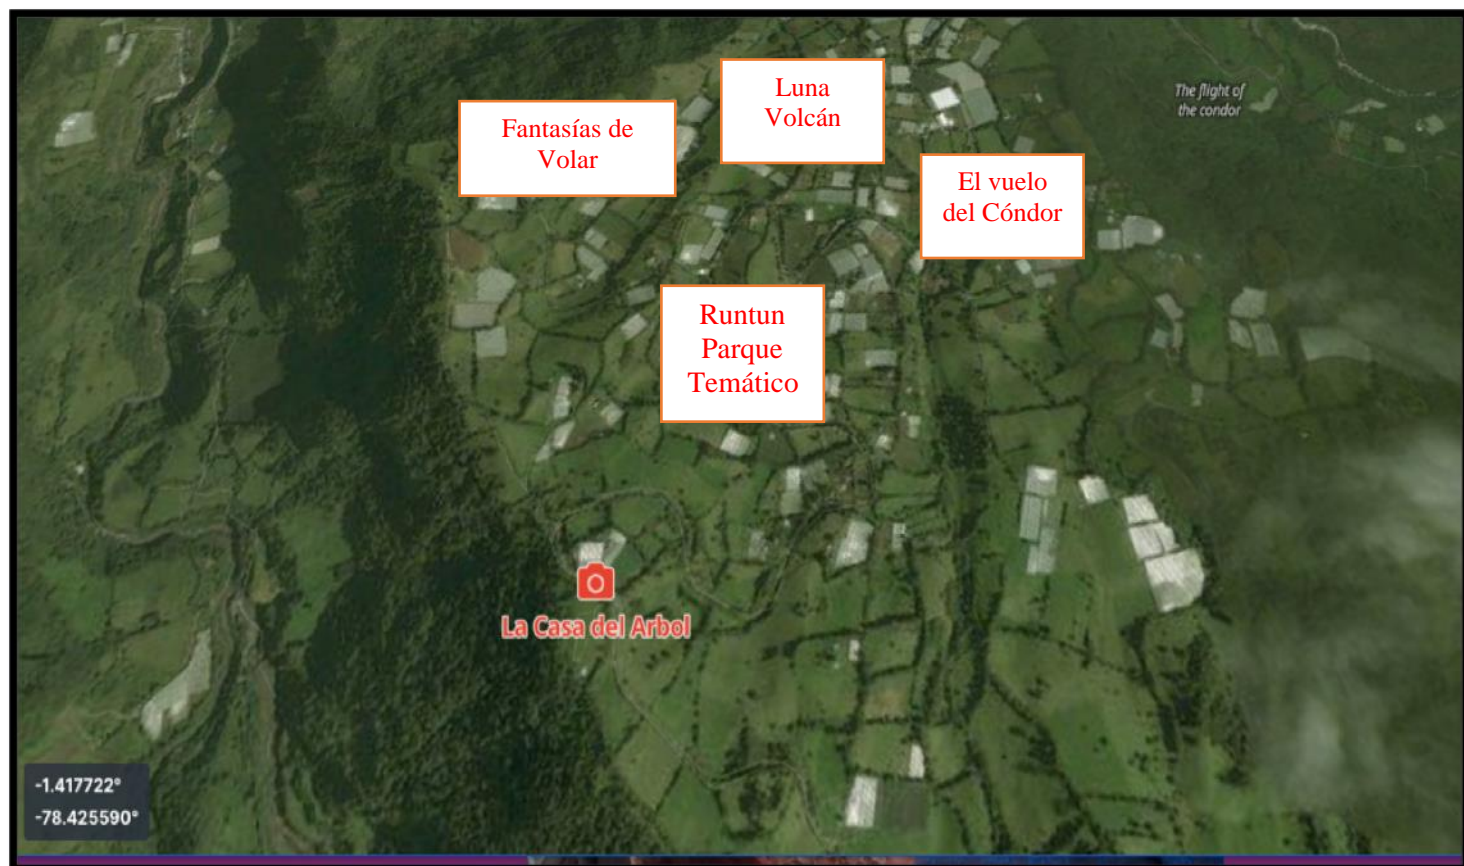 Luna
Volcán
The flight of
the condor
Fantasías de
Volar
El vuelo
del Cóndor
Runtun
Parque
Temático
La Casa del Arbol
-1.417722°
-78.425590°